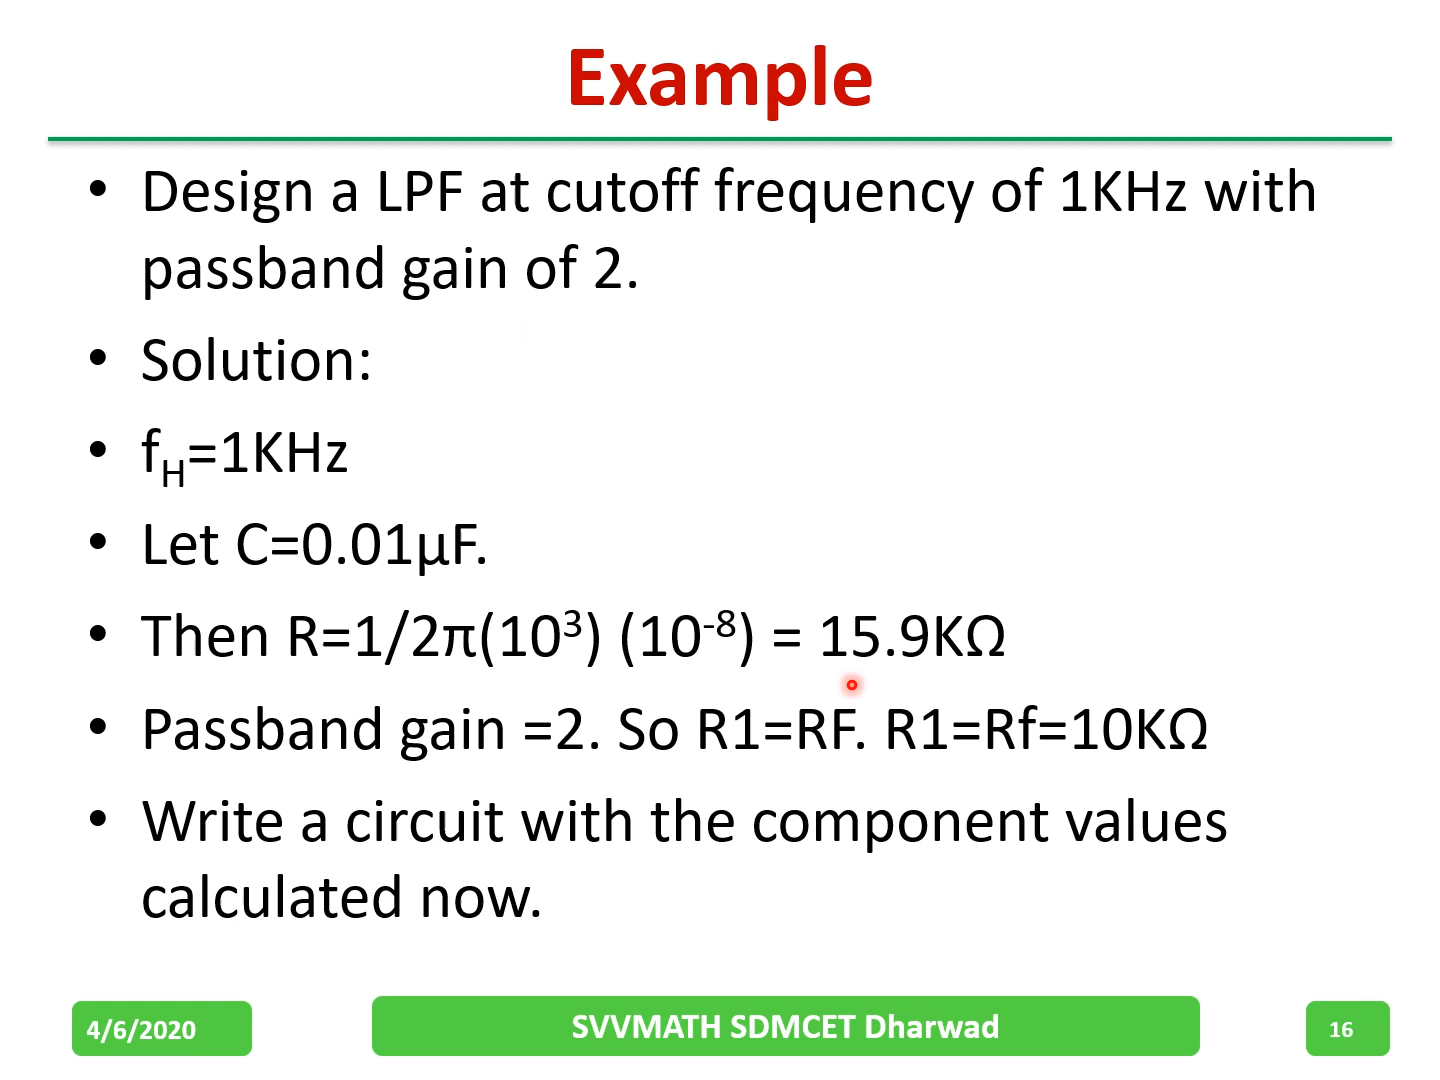 Example
• Design a LPF at cutoff frequency of 1KHz with
passband gain of 2.
• Solution:
• fH=1KHz
• Let C=0.01µF.
• Then R=1/2π(10³) (10⁻⁸) = 15.9KΩ
• Passband gain =2. So R1=RF. R1=Rf=10KΩ
• Write a circuit with the component values
calculated now.
4/6/2020
SVVMATH SDMCET Dharwad
16